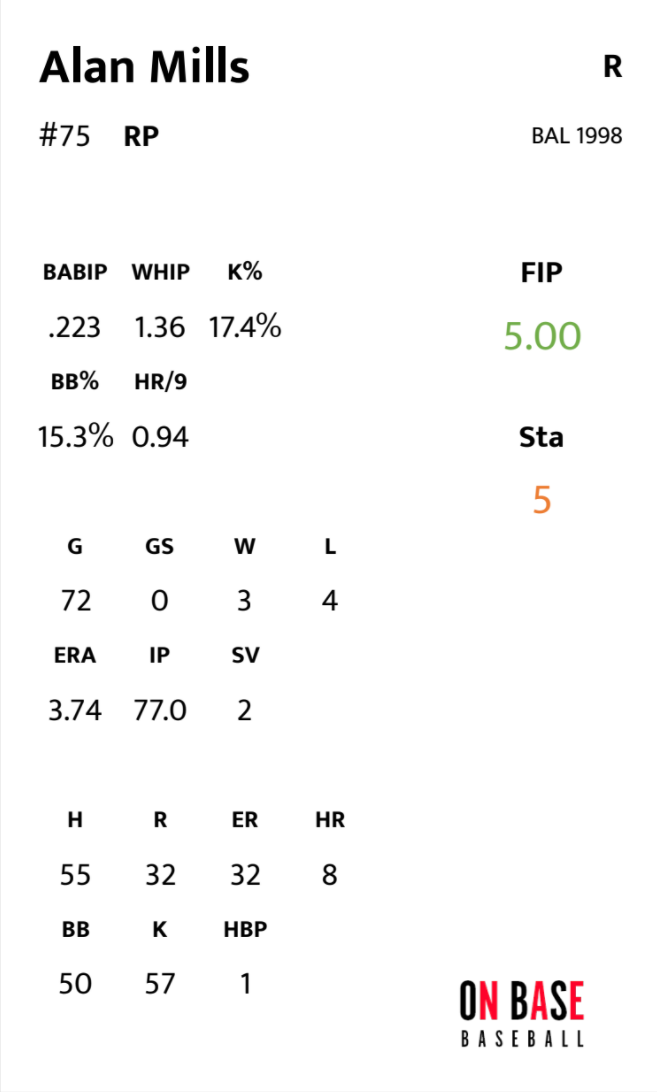 Alan Mills R
#75 RP BAL 1998
BABIP WHIP K% FIP
.223 1.36 17.4% 5.00
BB% HR/9
15.3% 0.94 Sta
5
G GS W L
72 0 3 4
ERA IP SV
3.74 77.0 2
H R ER HR
55 32 32 8
BB K HBP
50 57 1
ON BASE
BASEBALL